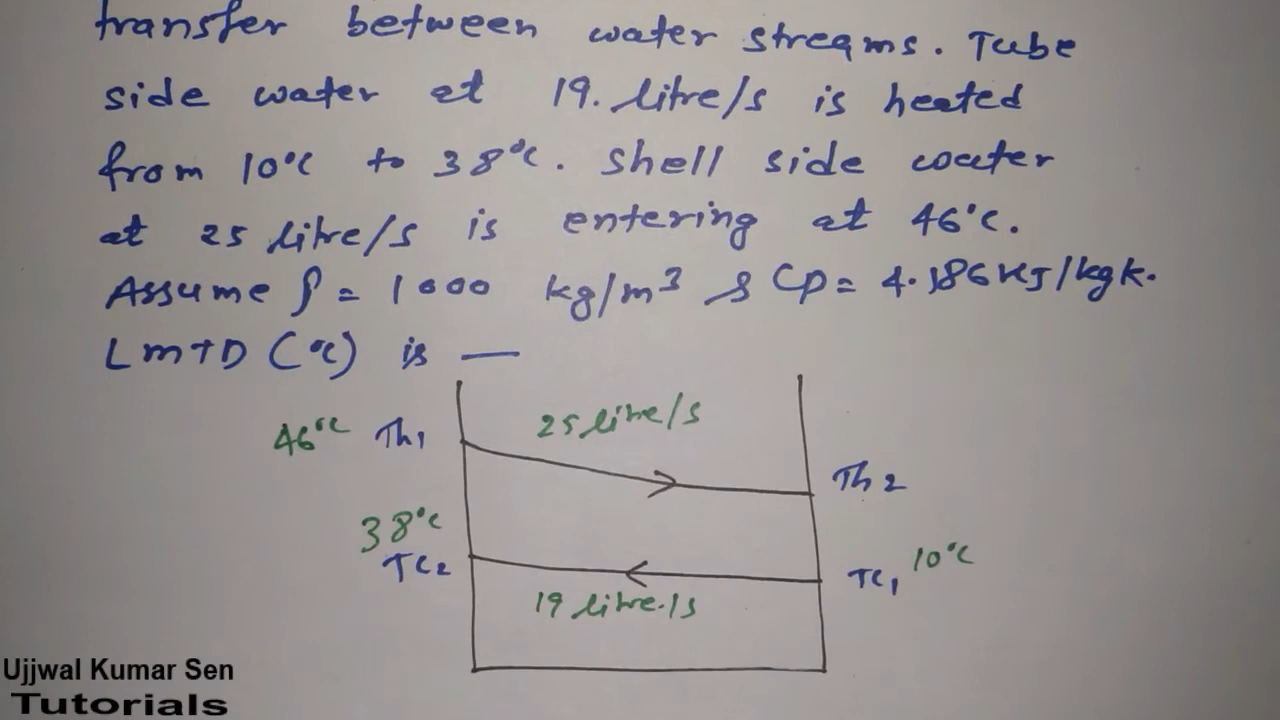 transfer between water streams. Tube
side water at 19. litre/s is heated
from 10°C to 38°C. Shell side water
at 25 litre/s is entering at 46°C.
Assume ρ = 1000 kg/m³ & Cp = 4.186 KJ/kgk.
LMTD (°C) is —
46°C Th₁ 25 litre/s
Th₂
38°C
TC₂ TC₁ 10°C
19 litre/s
Ujjwal Kumar Sen
Tutorials